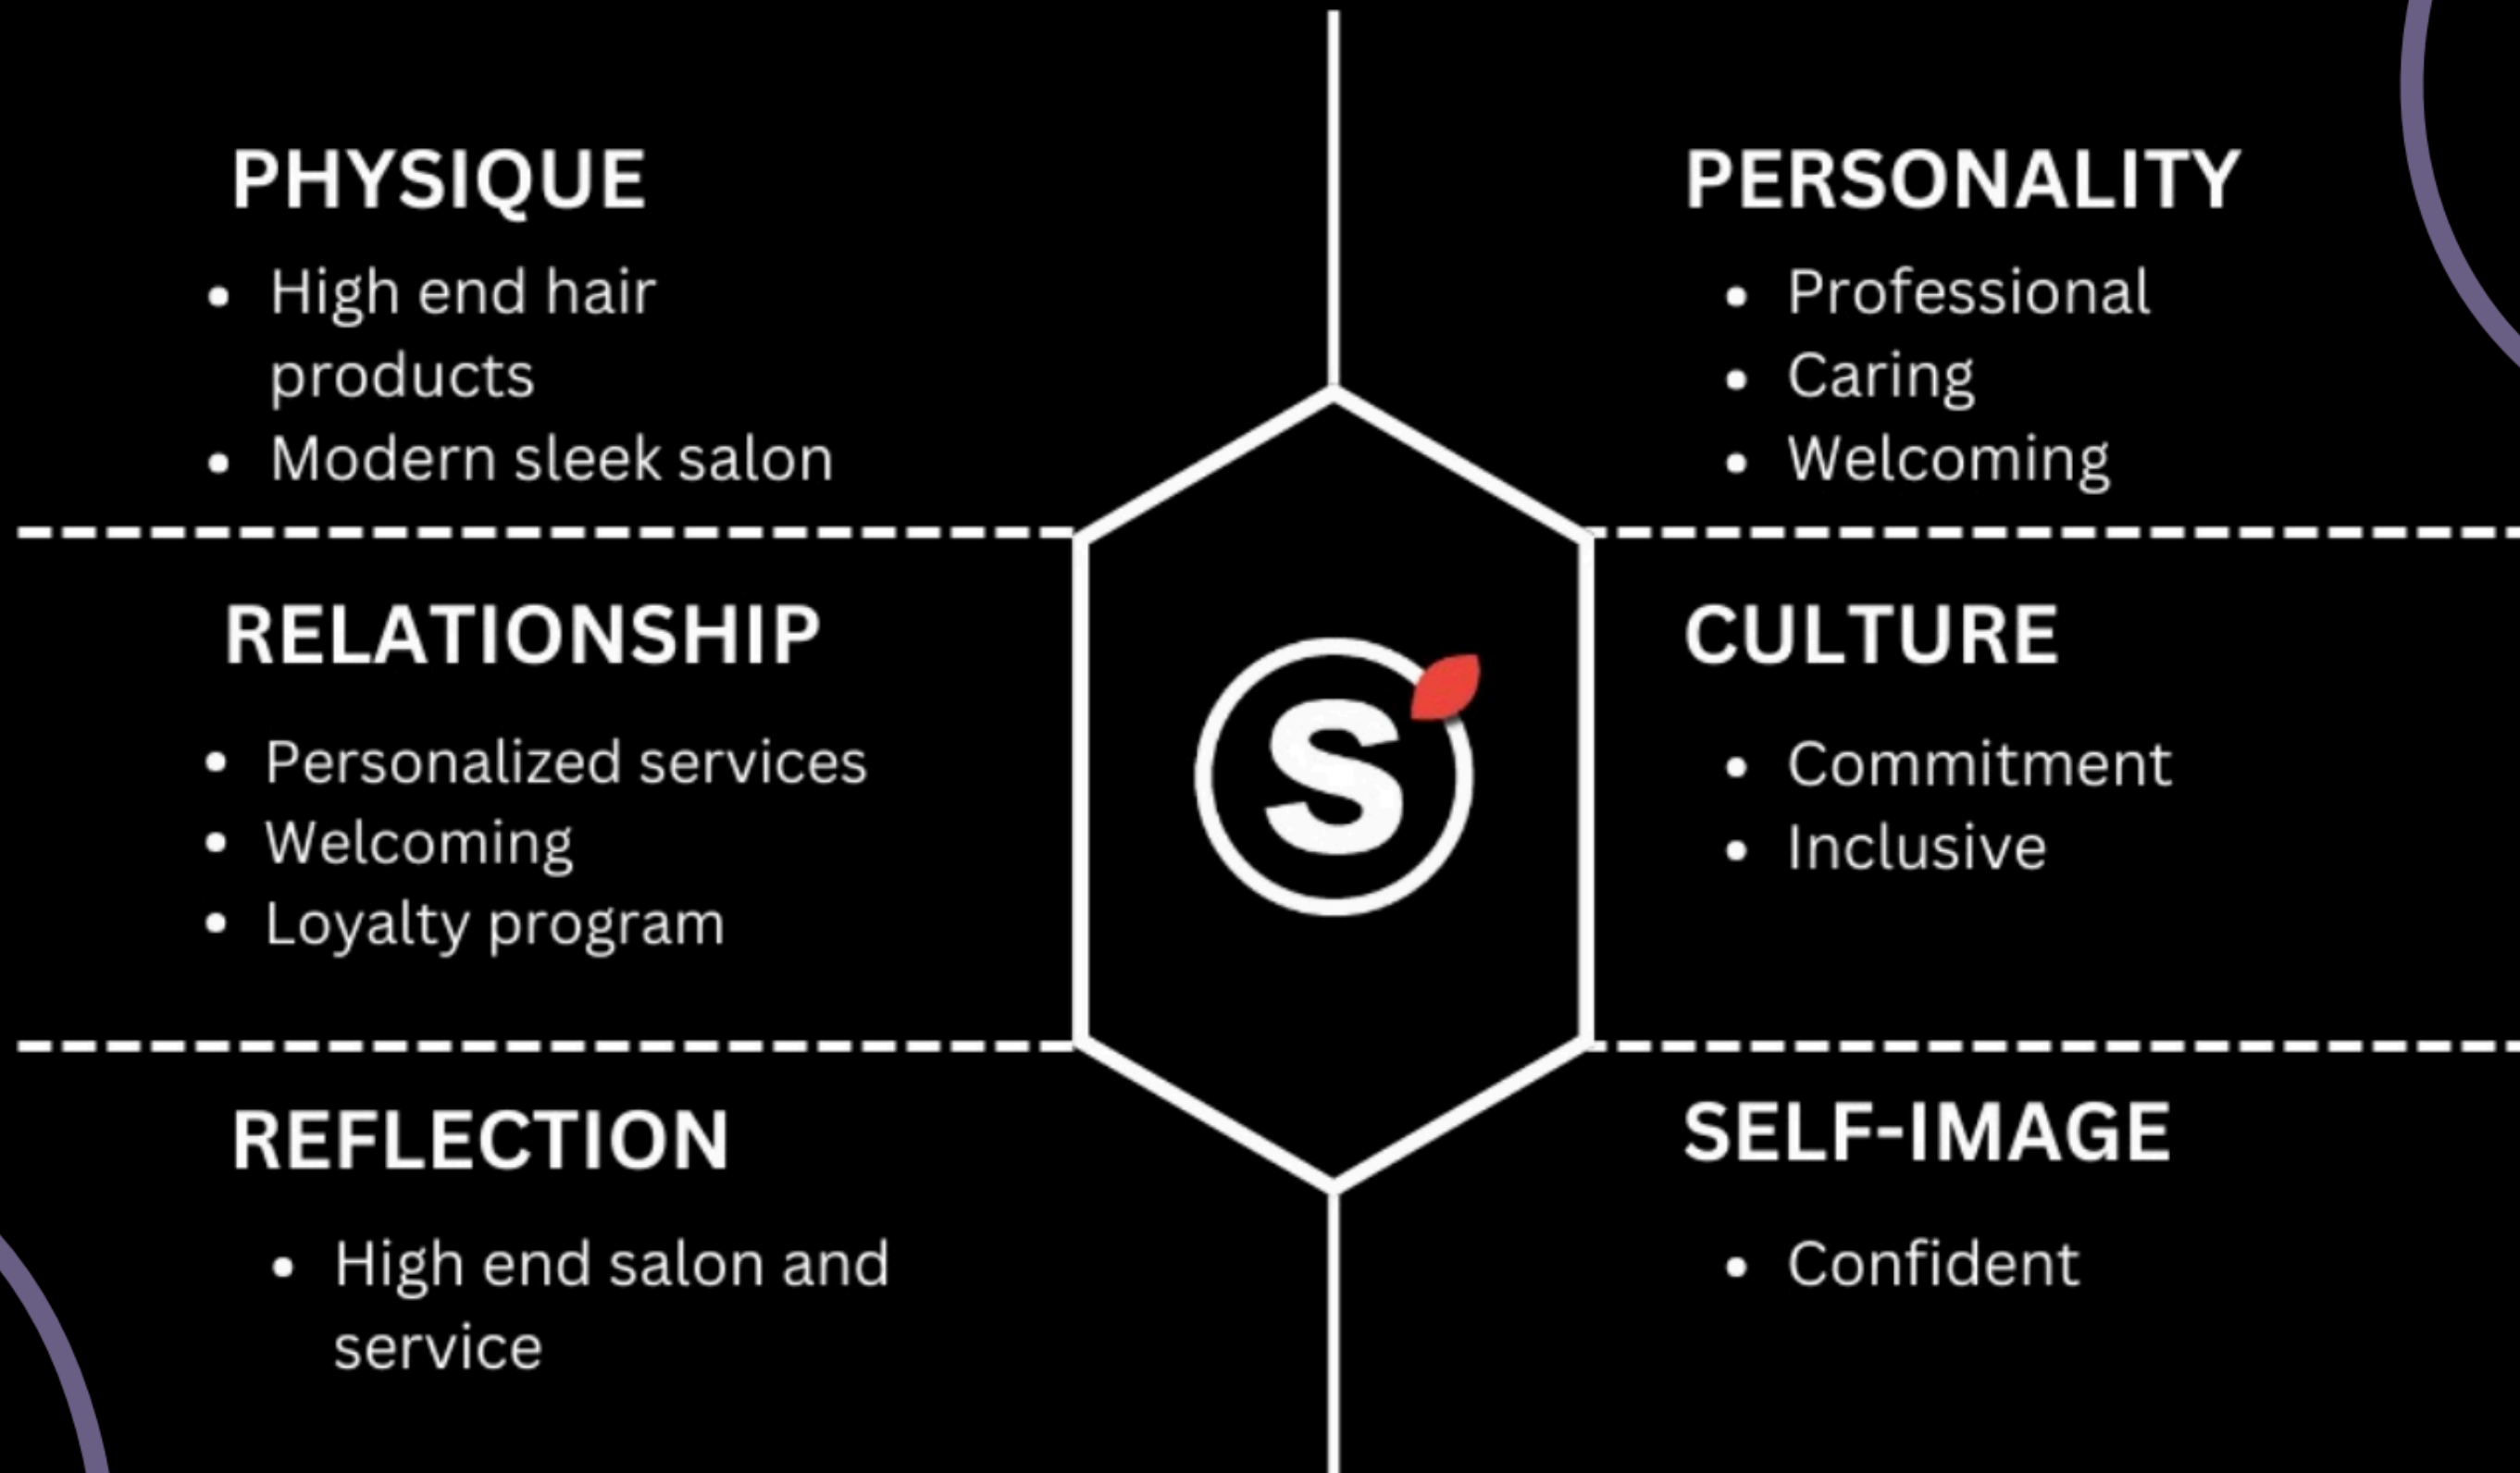 PHYSIQUE
• High end hair
products
• Modern sleek salon
PERSONALITY
• Professional
• Caring
• Welcoming
RELATIONSHIP
• Personalized services
• Welcoming
• Loyalty program
S
CULTURE
• Commitment
• Inclusive
REFLECTION
• High end salon and
service
SELF-IMAGE
• Confident